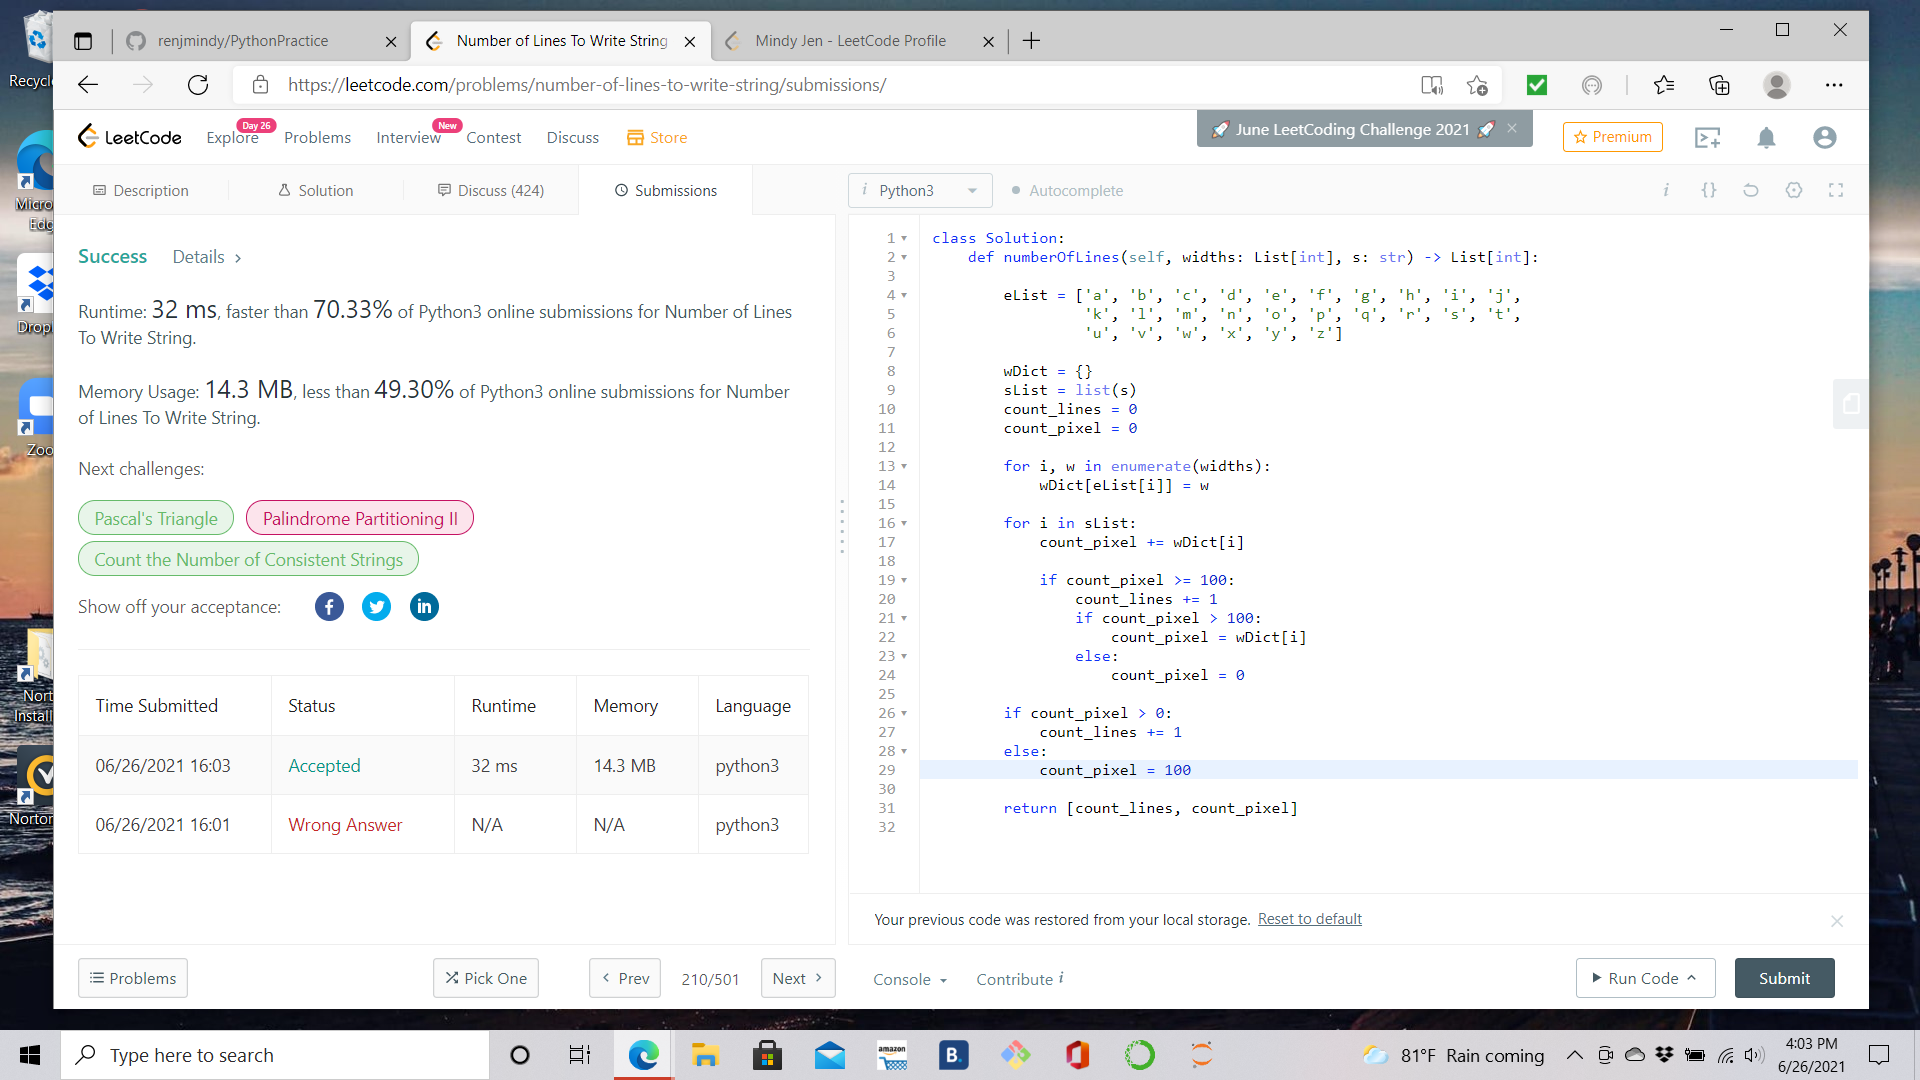 renjmindy/PythonPractice
Number of Lines To Write String
Mindy Jen - LeetCode Profile
https://leetcode.com/problems/number-of-lines-to-write-string/submissions/
LeetCode
Explore
Day 26
Problems
Interview
New
Contest
Discuss
Store
🚀 June LeetCoding Challenge 2021 🚀
Premium
Description
Solution
Discuss (424)
Submissions
i Python3
Autocomplete
Success
Details
Runtime: 32 ms, faster than 70.33% of Python3 online submissions for Number of Lines
To Write String.
Memory Usage: 14.3 MB, less than 49.30% of Python3 online submissions for Number
of Lines To Write String.
Next challenges:
Pascal's Triangle
Palindrome Partitioning II
Count the Number of Consistent Strings
Show off your acceptance:
Time Submitted Status Runtime Memory Language
06/26/2021 16:03 Accepted 32 ms 14.3 MB python3
06/26/2021 16:01 Wrong Answer N/A N/A python3
1 class Solution:
2     def numberOfLines(self, widths: List[int], s: str) -> List[int]:
3
4         eList = ['a', 'b', 'c', 'd', 'e', 'f', 'g', 'h', 'i', 'j',
5                  'k', 'l', 'm', 'n', 'o', 'p', 'q', 'r', 's', 't',
6                  'u', 'v', 'w', 'x', 'y', 'z']
7
8         wDict = {}
9         sList = list(s)
10         count_lines = 0
11         count_pixel = 0
12
13         for i, w in enumerate(widths):
14             wDict[eList[i]] = w
15
16         for i in sList:
17             count_pixel += wDict[i]
18
19             if count_pixel >= 100:
20                 count_lines += 1
21                 if count_pixel > 100:
22                     count_pixel = wDict[i]
23                 else:
24                     count_pixel = 0
25
26         if count_pixel > 0:
27             count_lines += 1
28         else:
29             count_pixel = 100
30
31         return [count_lines, count_pixel]
32
Your previous code was restored from your local storage. Reset to default
Problems
Pick One
Prev
210/501
Next
Console
Contribute i
Run Code
Submit
Recycle
Micro
Edg
Drop
Zoo
Nort
Install
Norton
Type here to search
amazon
B.
81°F Rain coming
4:03 PM
6/26/2021